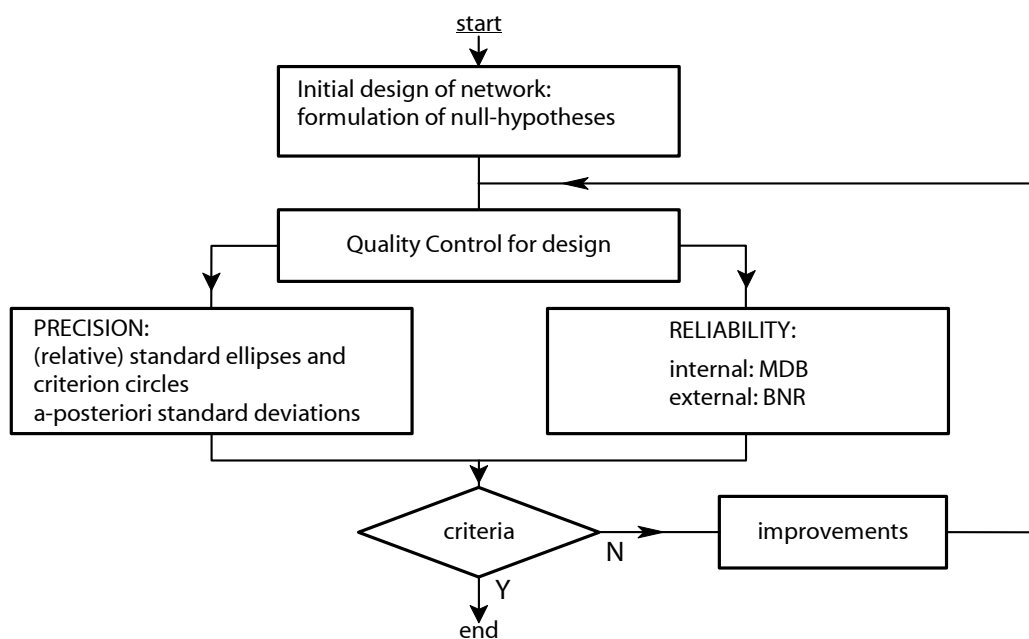 start
Initial design of network:
formulation of null-hypotheses
Quality Control for design
PRECISION:
(relative) standard ellipses and
criterion circles
a-posteriori standard deviations
RELIABILITY:
internal: MDB
external: BNR
criteria
N
improvements
Y
end